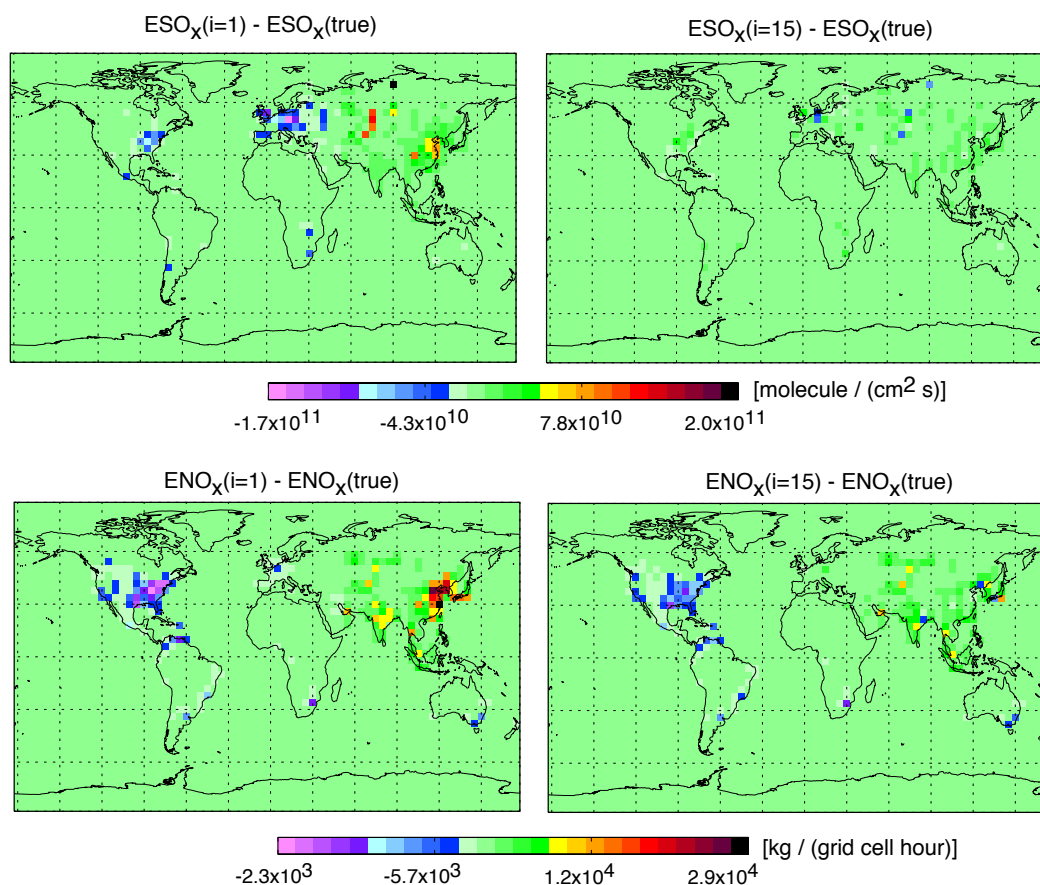 ESOX(i=1) - ESOX(true)
ESOX(i=15) - ESOX(true)
[molecule / (cm2 s)]
-1.7x1011 -4.3x1010 7.8x1010 2.0x1011
ENOX(i=1) - ENOX(true)
ENOX(i=15) - ENOX(true)
[kg / (grid cell hour)]
-2.3x103 -5.7x103 1.2x104 2.9x104